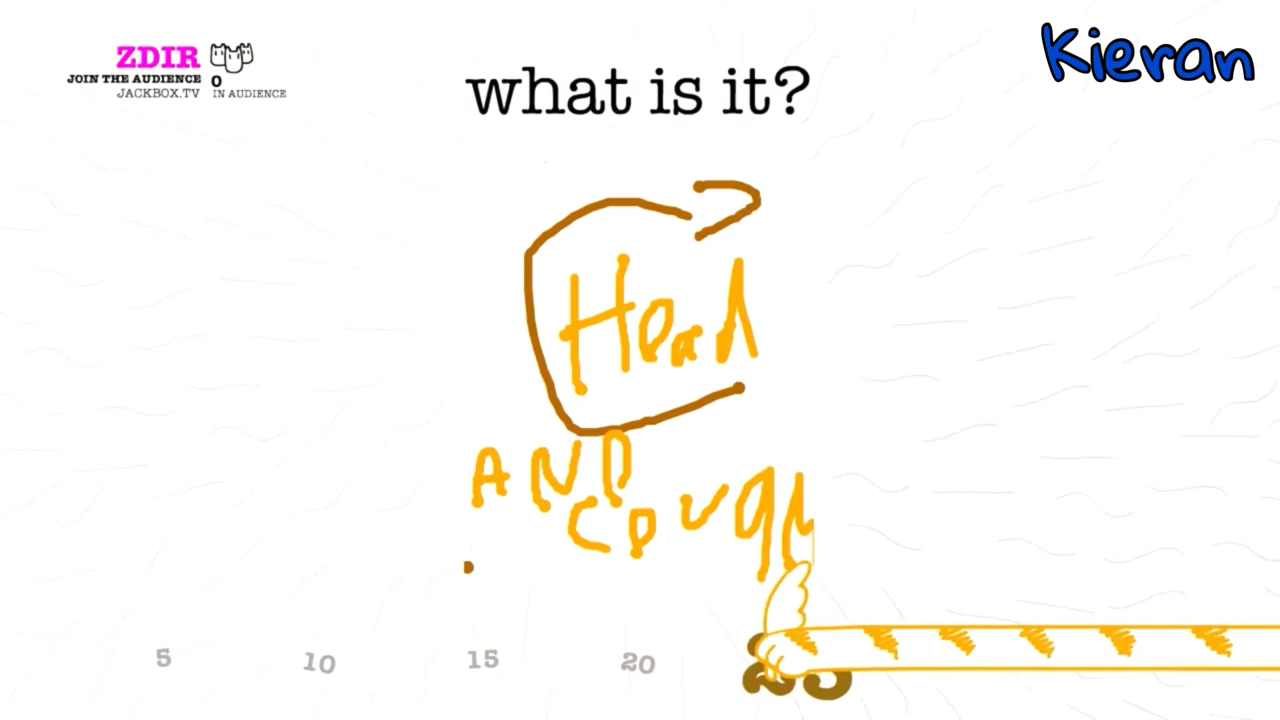 ZDIR
JOIN THE AUDIENCE 0
JACKBOX.TV IN AUDIENCE
what is it?
Kieran
Head
AND
COUGH
5 10 15 20 25